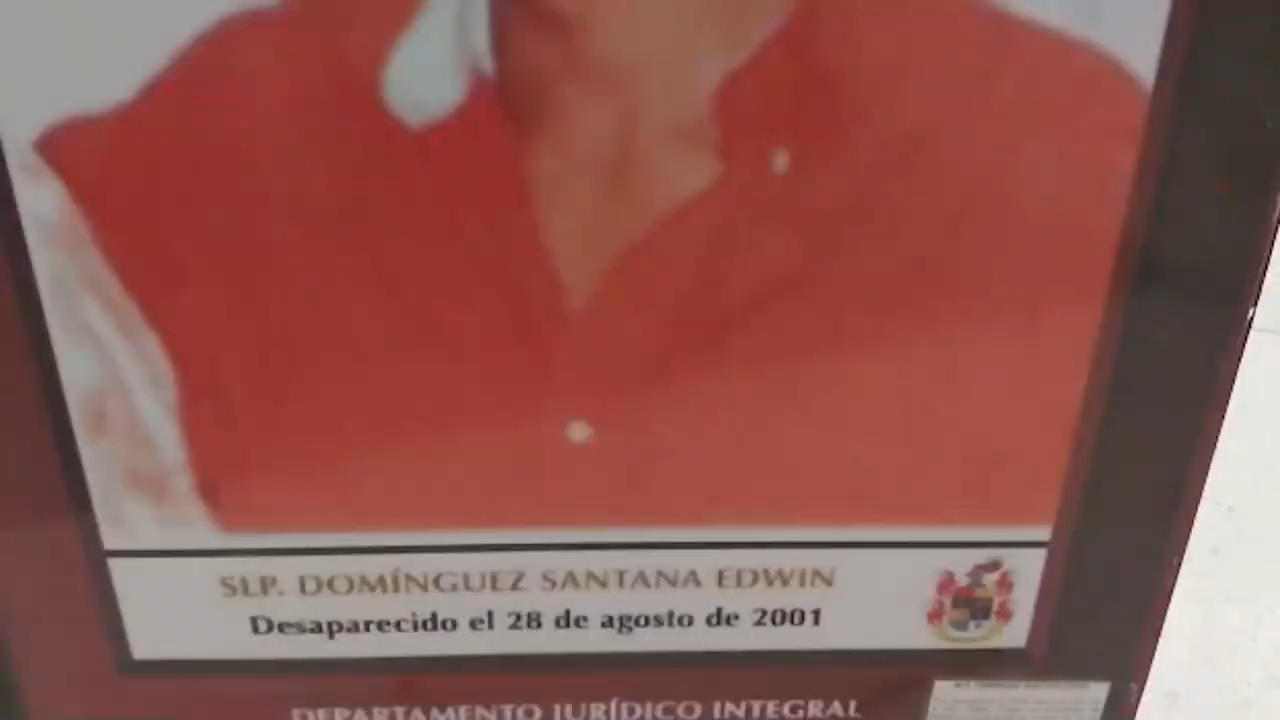 SLP. DOMÍNGUEZ SANTANA EDWIN
Desaparecido el 28 de agosto de 2001
DEPARTAMENTO JURÍDICO INTEGRAL